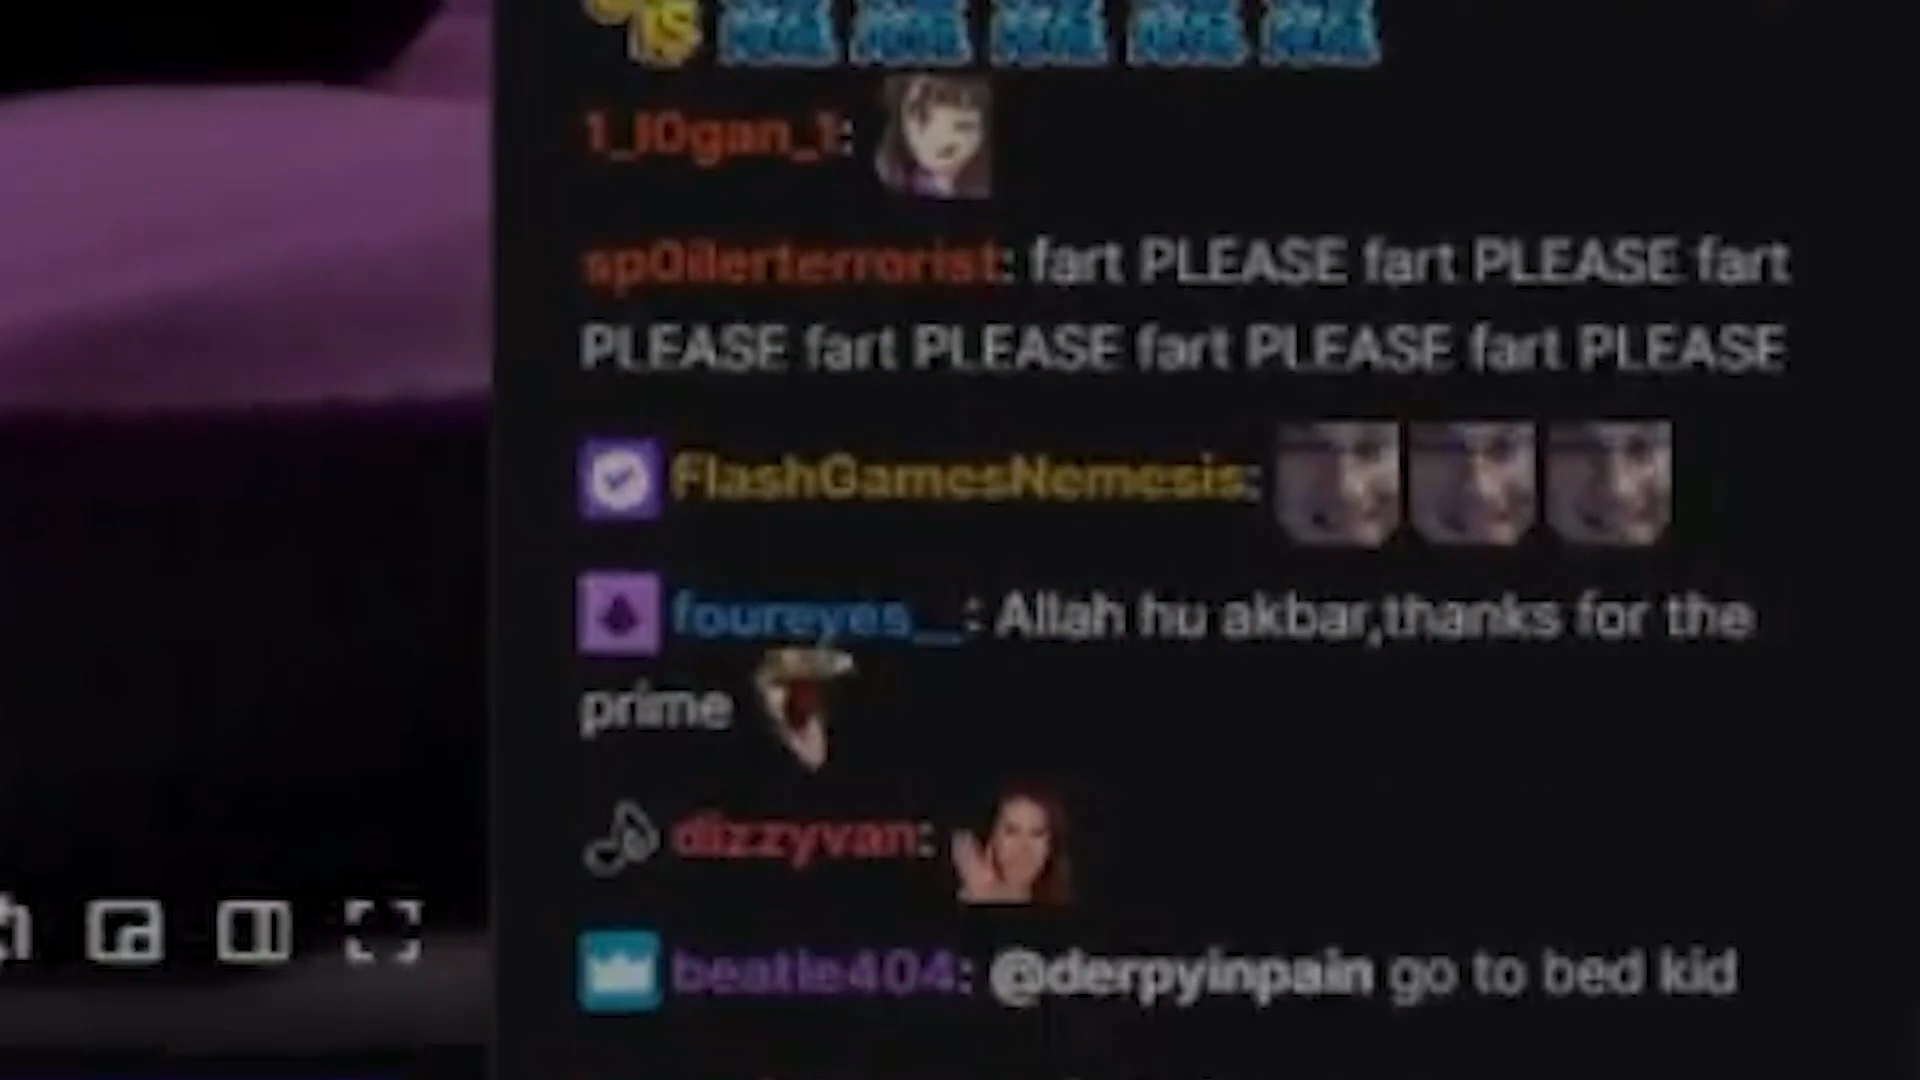 1_l0gan_1:
sp0ilerterrorist: fart PLEASE fart PLEASE fart
PLEASE fart PLEASE fart PLEASE fart PLEASE
FlashGamesNemesis:
foureyes__: Allah hu akbar,thanks for the
prime
dizzyvan:
beatle404: @derpyinpain go to bed kid